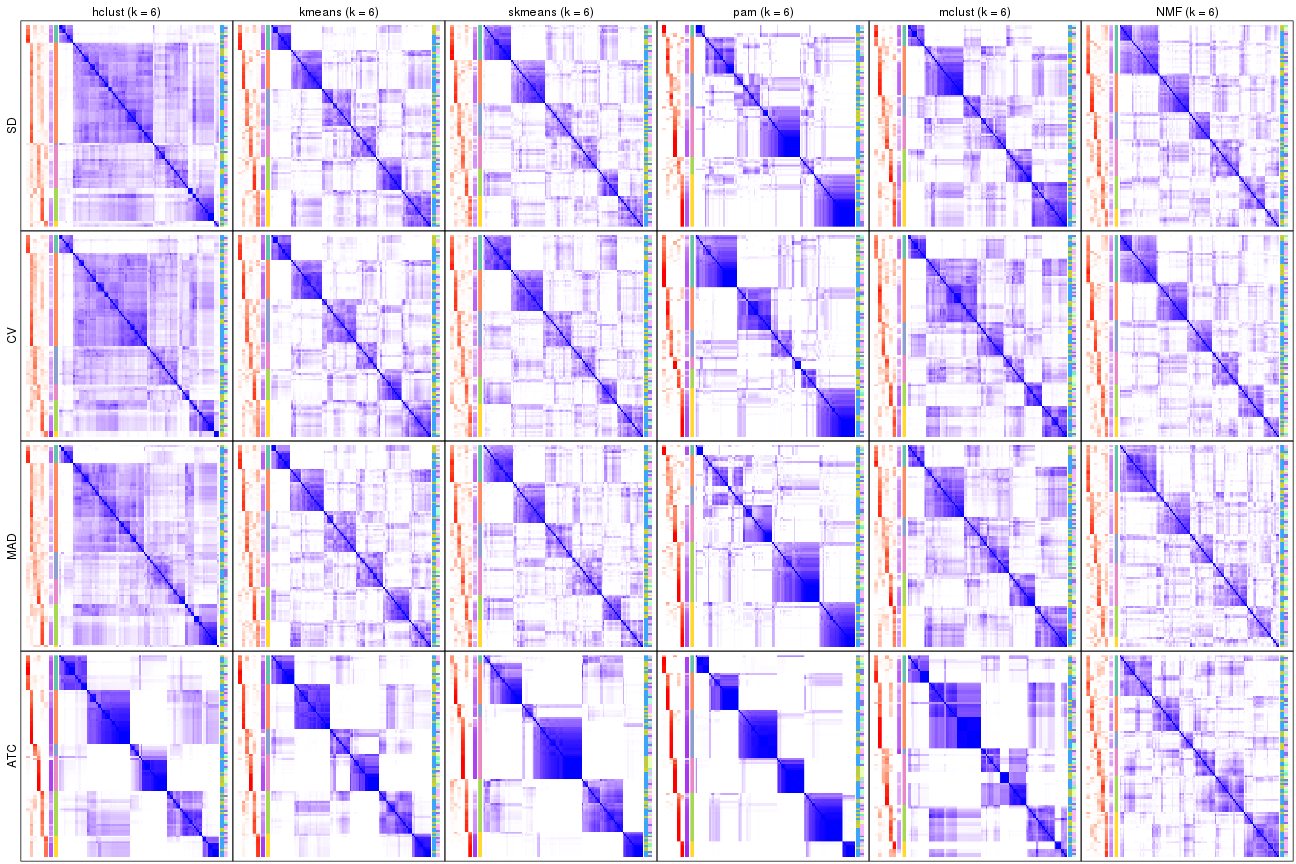 hclust (k = 6)
kmeans (k = 6)
skmeans (k = 6)
pam (k = 6)
mclust (k = 6)
NMF (k = 6)
SD
CV
MAD
ATC